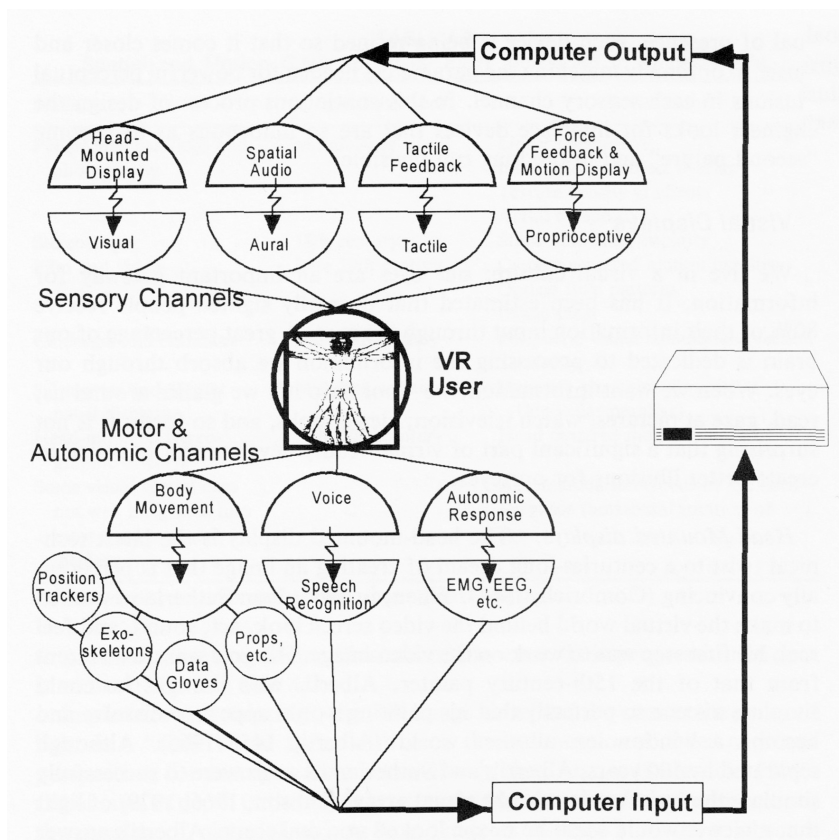 Computer Output
Head-
Mounted
Display
Spatial
Audio
Tactile
Feedback
Force
Feedback &
Motion Display
Visual
Aural
Tactile
Proprioceptive
Sensory Channels
VR
User
Motor &
Autonomic Channels
Body
Movement
Voice
Autonomic
Response
Position
Trackers
Exo-
skeletons
Data
Gloves
Props,
etc.
Speech
Recognition
EMG, EEG,
etc.
Computer Input